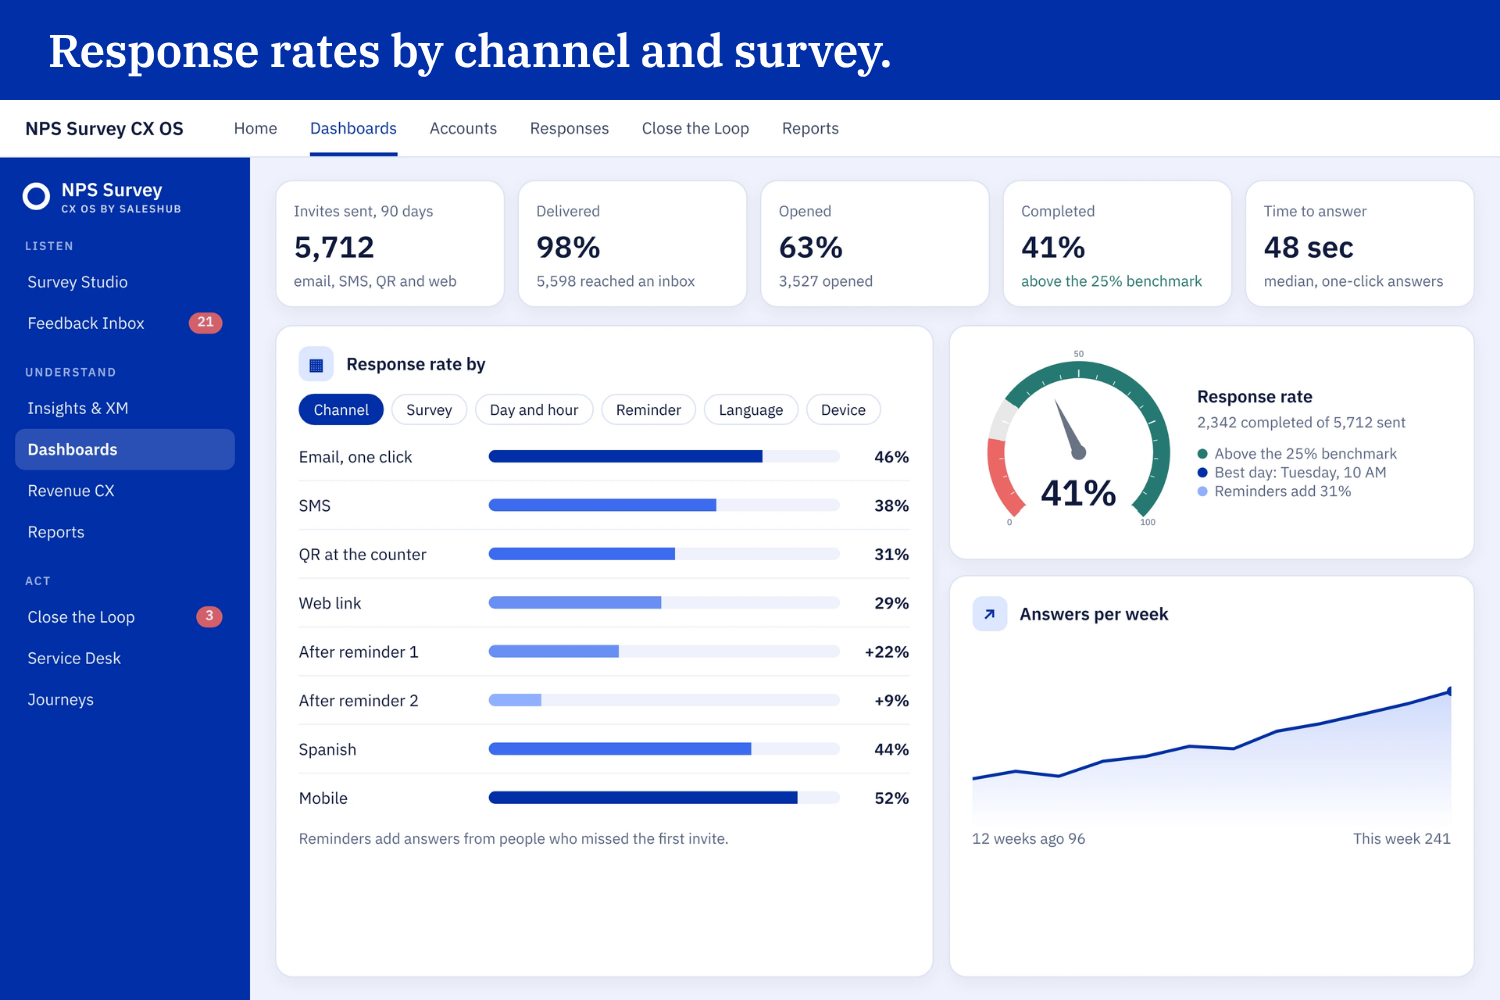 Response rates by channel and survey.
NPS Survey CX OS
Home
Dashboards
Accounts
Responses
Close the Loop
Reports
NPS Survey
CX OS BY SALESHUB
LISTEN
Survey Studio
Feedback Inbox
21
UNDERSTAND
Insights & XM
Dashboards
Revenue CX
Reports
ACT
Close the Loop
3
Service Desk
Journeys
Invites sent, 90 days
5,712
email, SMS, QR and web
Delivered
98%
5,598 reached an inbox
Opened
63%
3,527 opened
Completed
41%
above the 25% benchmark
Time to answer
48 sec
median, one-click answers
Response rate by
Channel
Survey
Day and hour
Reminder
Language
Device
Email, one click
46%
SMS
38%
QR at the counter
31%
Web link
29%
After reminder 1
+22%
After reminder 2
+9%
Spanish
44%
Mobile
52%
Reminders add answers from people who missed the first invite.
50
0
100
41%
Response rate
2,342 completed of 5,712 sent
Above the 25% benchmark
Best day: Tuesday, 10 AM
Reminders add 31%
Answers per week
12 weeks ago 96
This week 241